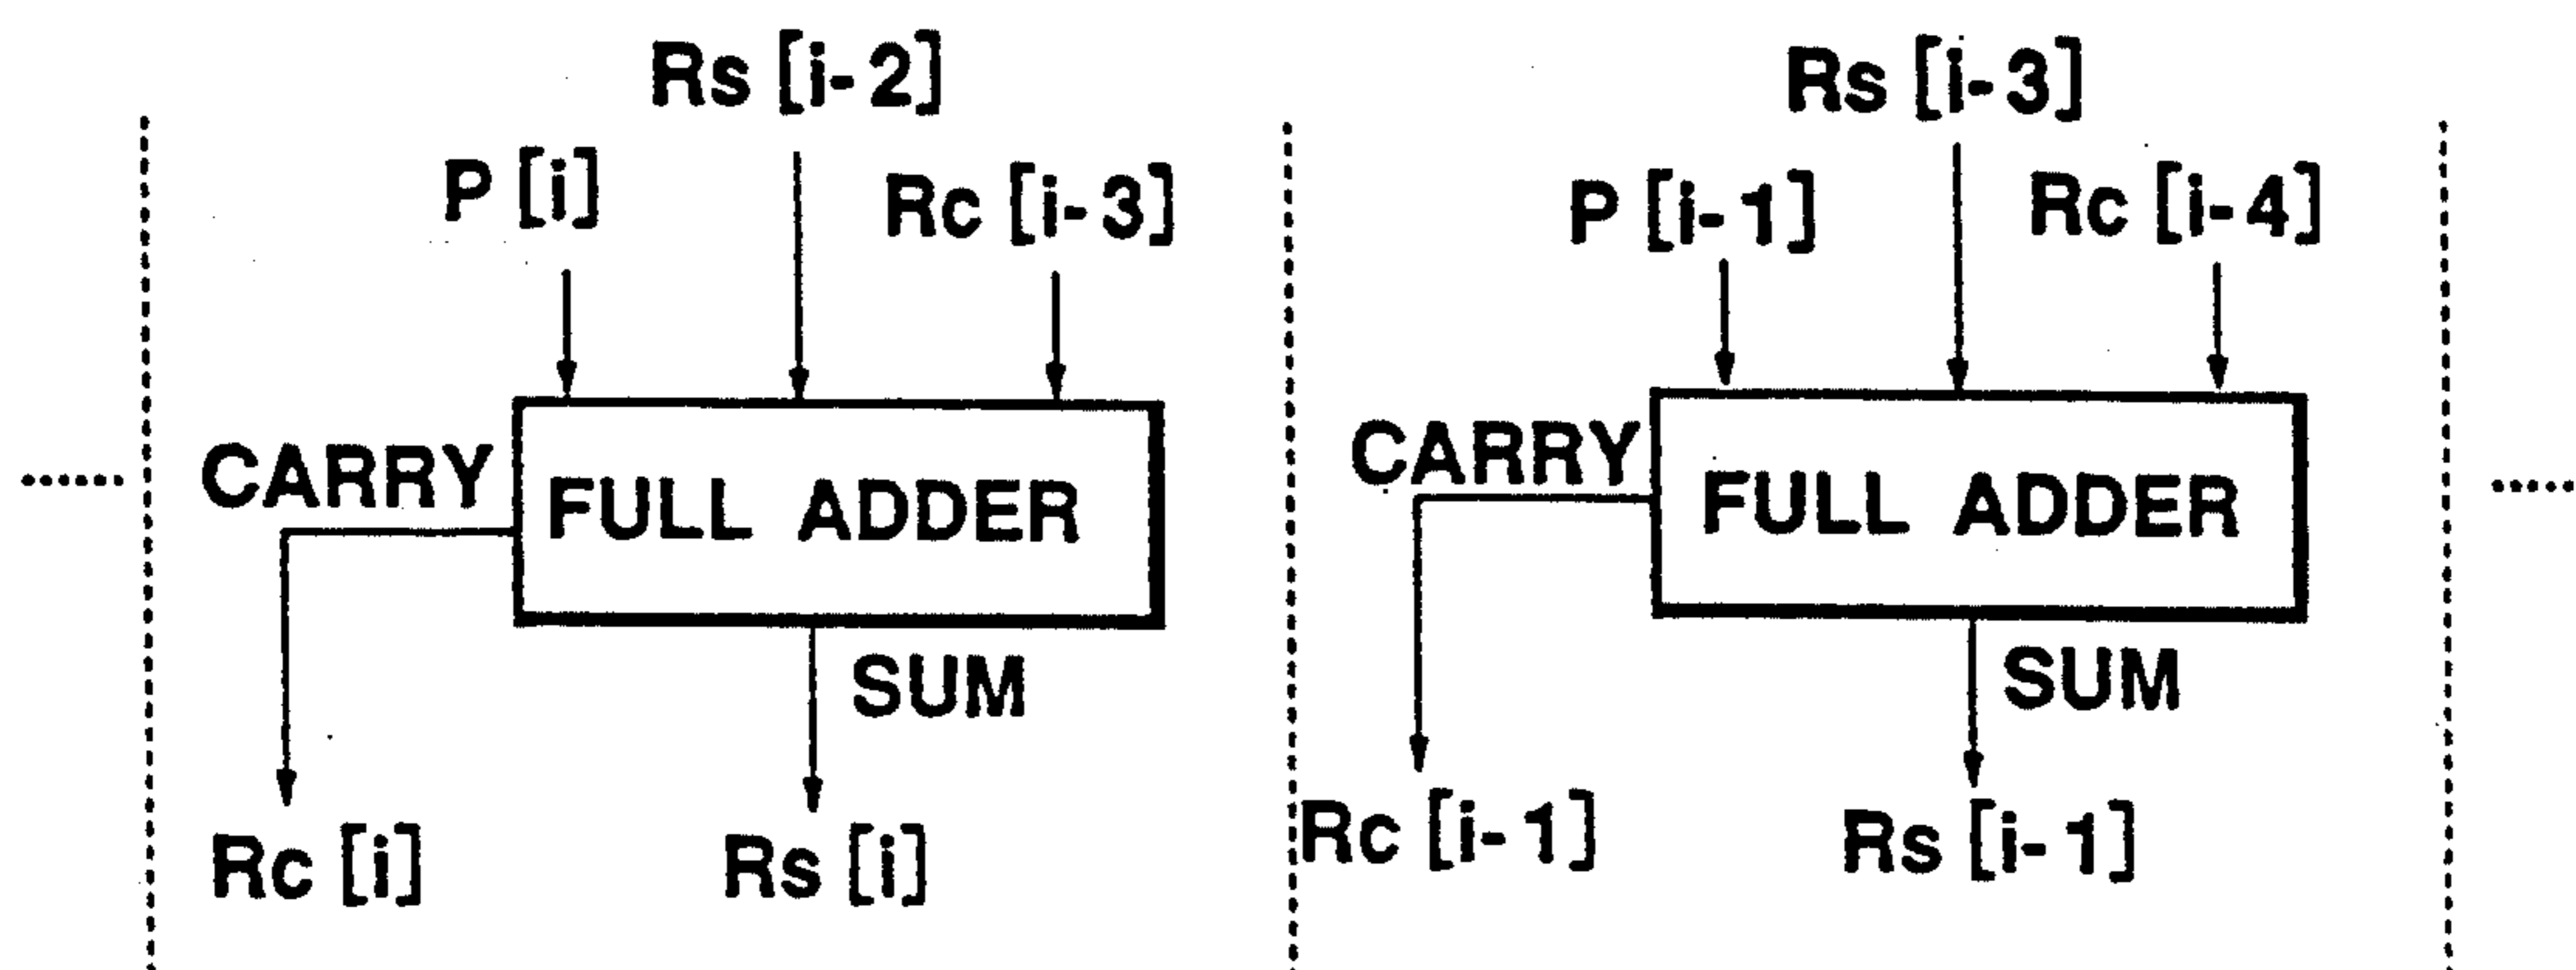 Rs [i-2]
P [i]
Rc [i-3]
CARRY
FULL ADDER
SUM
Rc [i]
Rs [i]
Rs [i-3]
P [i-1]
Rc [i-4]
CARRY
FULL ADDER
SUM
Rc [i-1]
Rs [i-1]